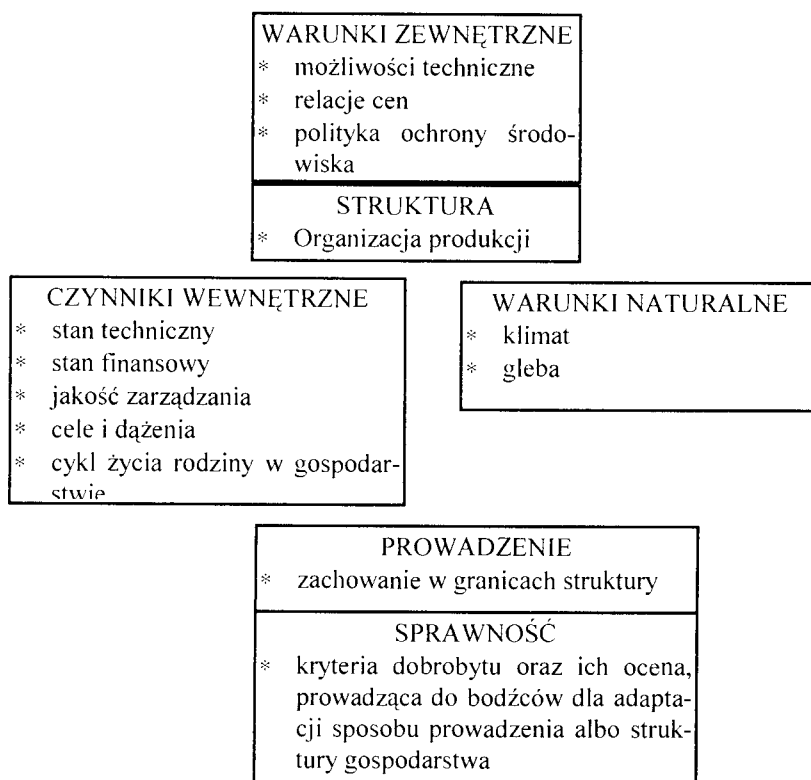 WARUNKI ZEWNĘTRZNE
* możliwości techniczne
* relacje cen
* polityka ochrony środo-
wiska
STRUKTURA
* Organizacja produkcji
CZYNNIKI WEWNĘTRZNE
* stan techniczny
* stan finansowy
* jakość zarządzania
* cele i dążenia
* cykl życia rodziny w gospodar-
stwie
WARUNKI NATURALNE
* klimat
* gleba
PROWADZENIE
* zachowanie w granicach struktury
SPRAWNOŚĆ
* kryteria dobrobytu oraz ich ocena,
prowadząca do bodźców dla adapta-
cji sposobu prowadzenia albo struk-
tury gospodarstwa